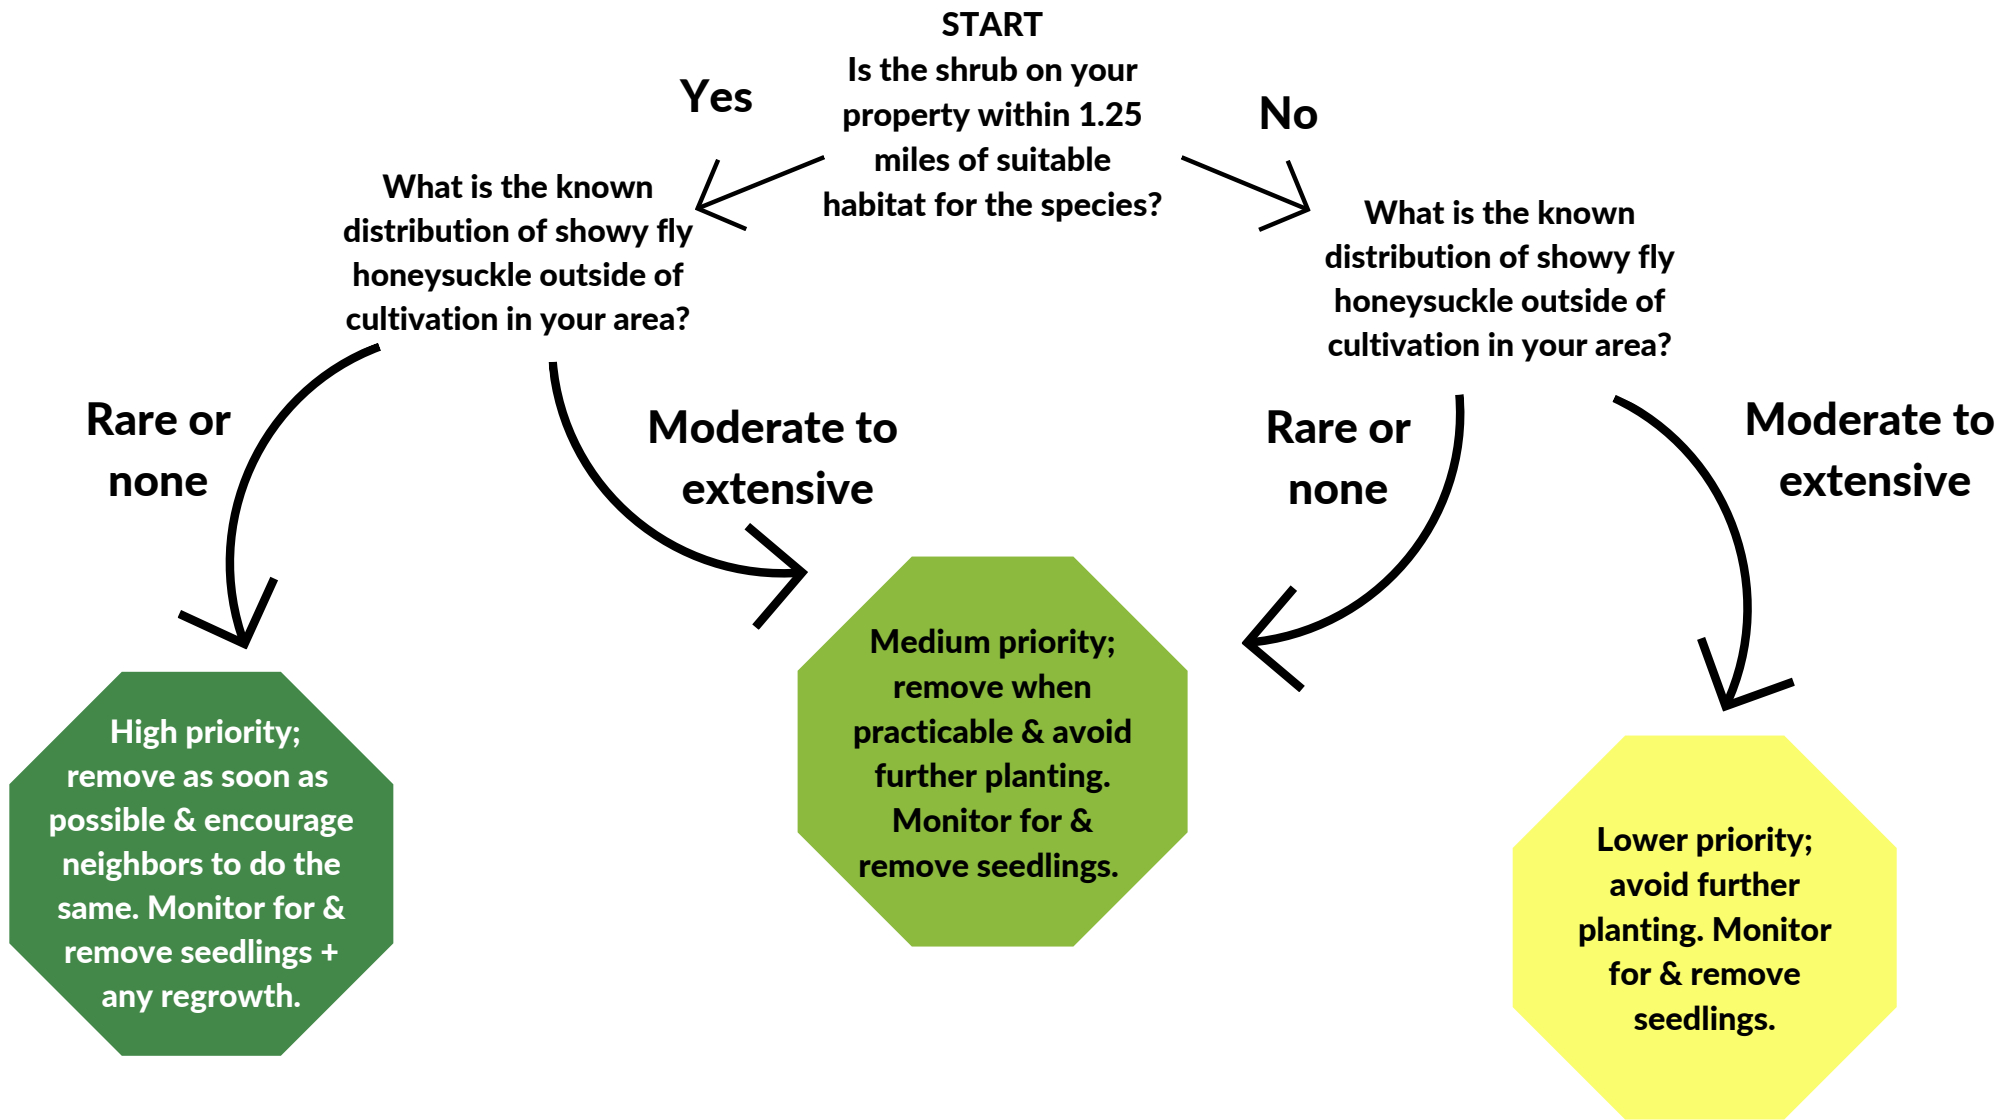 START
Is the shrub on your
property within 1.25
miles of suitable
habitat for the species?
Yes
No
What is the known
distribution of showy fly
honeysuckle outside of
cultivation in your area?
What is the known
distribution of showy fly
honeysuckle outside of
cultivation in your area?
Rare or
none
Moderate to
extensive
Rare or
none
Moderate to
extensive
High priority;
remove as soon as
possible & encourage
neighbors to do the
same. Monitor for &
remove seedlings +
any regrowth.
Medium priority;
remove when
practicable & avoid
further planting.
Monitor for &
remove seedlings.
Lower priority;
avoid further
planting. Monitor
for & remove
seedlings.